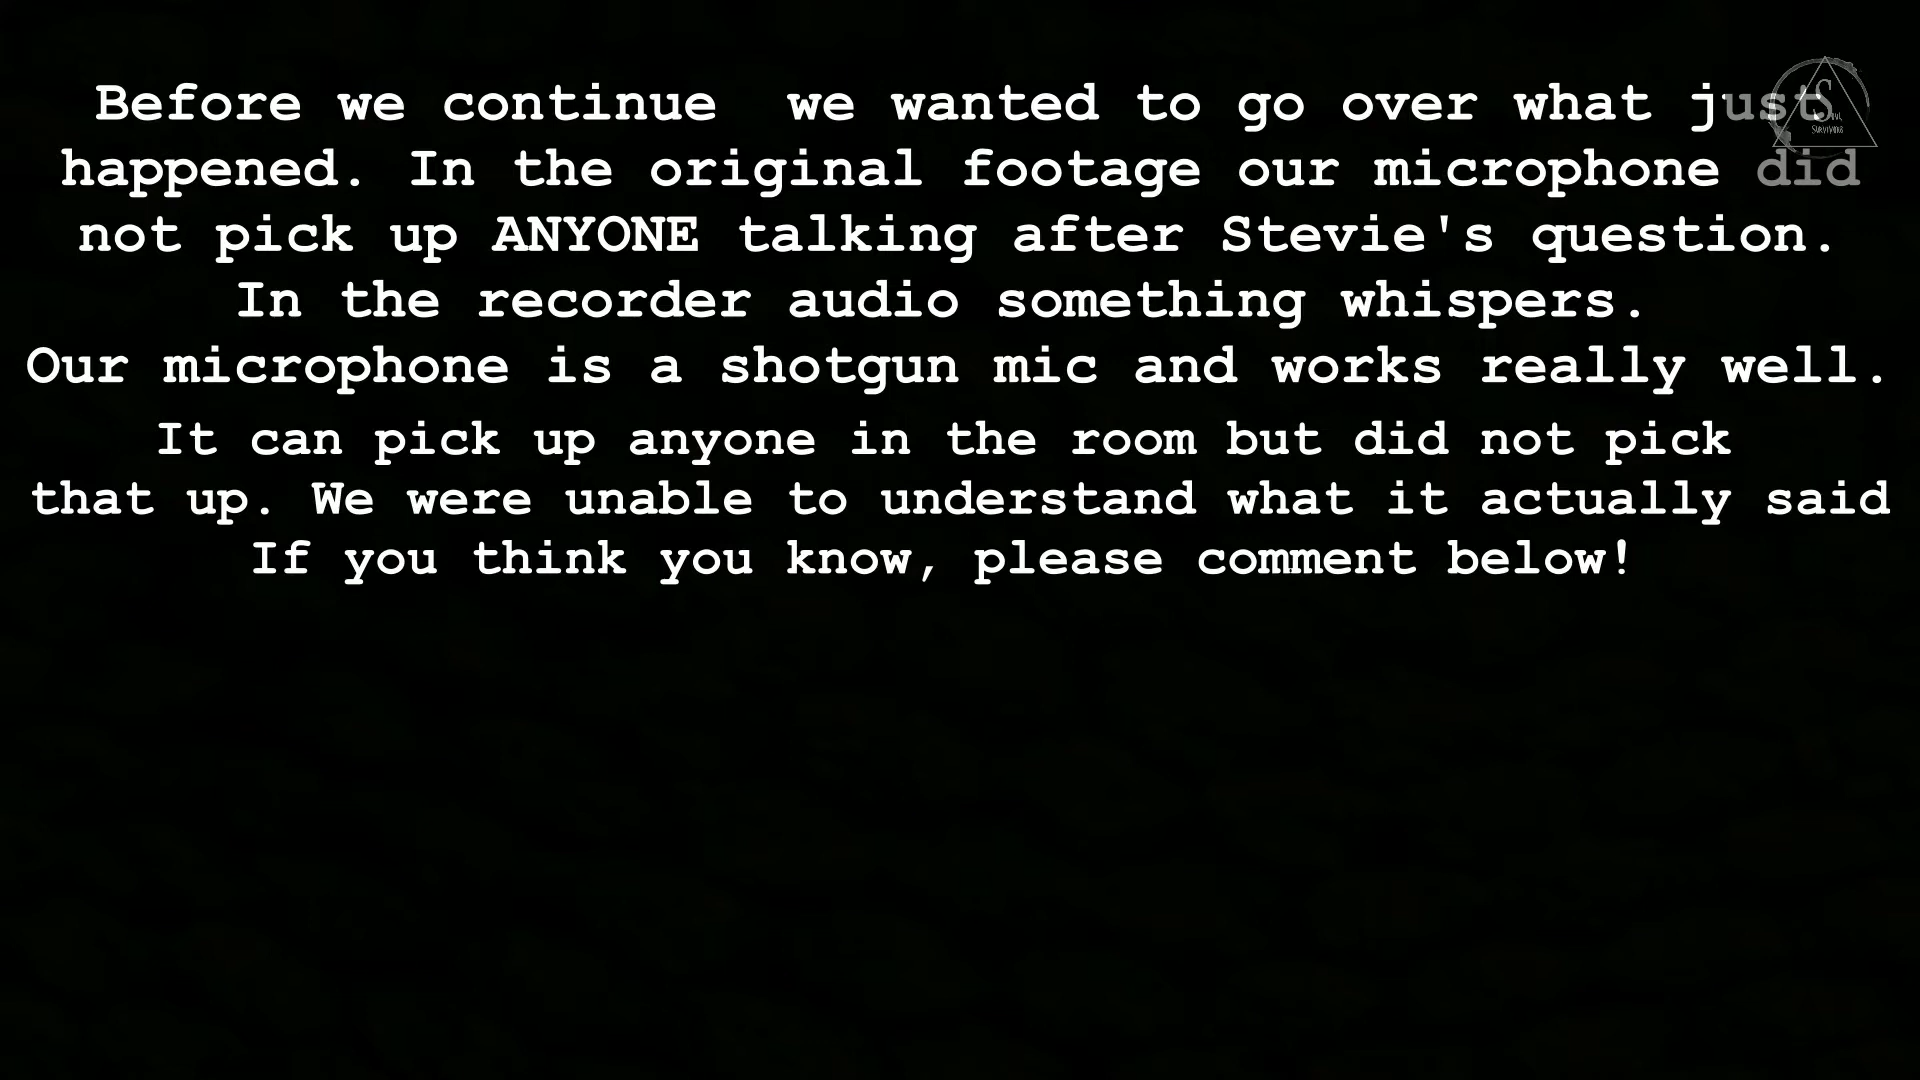 Before we continue  we wanted to go over what just
happened. In the original footage our microphone did
not pick up ANYONE talking after Stevie's question.
In the recorder audio something whispers.
Our microphone is a shotgun mic and works really well.
It can pick up anyone in the room but did not pick
that up. We were unable to understand what it actually said
If you think you know, please comment below!
Soul
Survivors